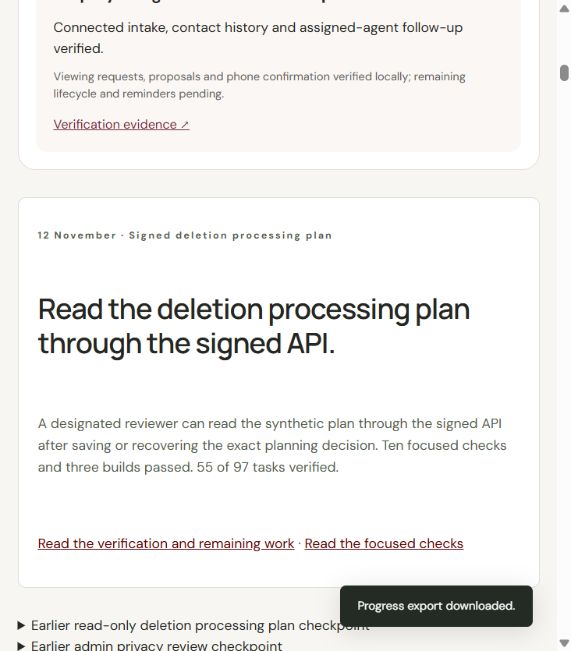 Connected intake, contact history and assigned-agent follow-up
verified.
Viewing requests, proposals and phone confirmation verified locally; remaining
lifecycle and reminders pending.
Verification evidence ↗
12 November · Signed deletion processing plan
Read the deletion processing plan
through the signed API.
A designated reviewer can read the synthetic plan through the signed API
after saving or recovering the exact planning decision. Ten focused checks
and three builds passed. 55 of 97 tasks verified.
Read the verification and remaining work · Read the focused checks
Progress export downloaded.
▶ Earlier read-only deletion processing plan checkpoint
▶ Earlier admin privacy review checkpoint